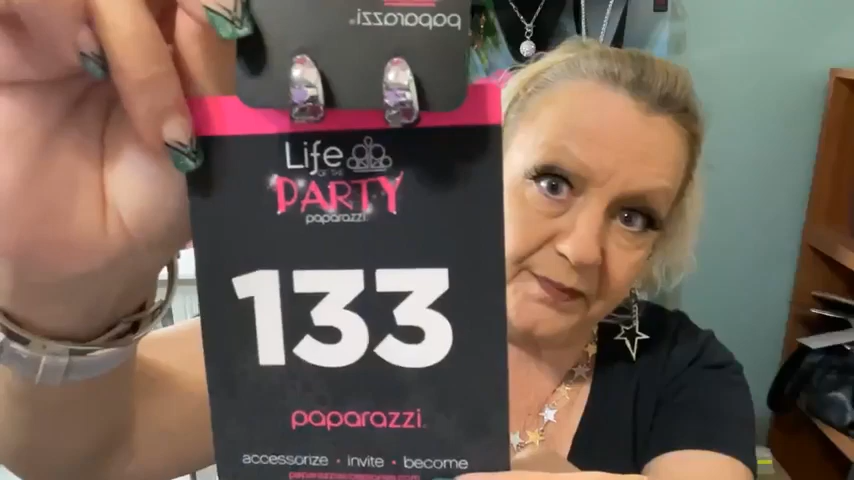 paparazzi®
Life
OF THE
PARTY
paparazzi
133
paparazzi®
accessorize • invite • become